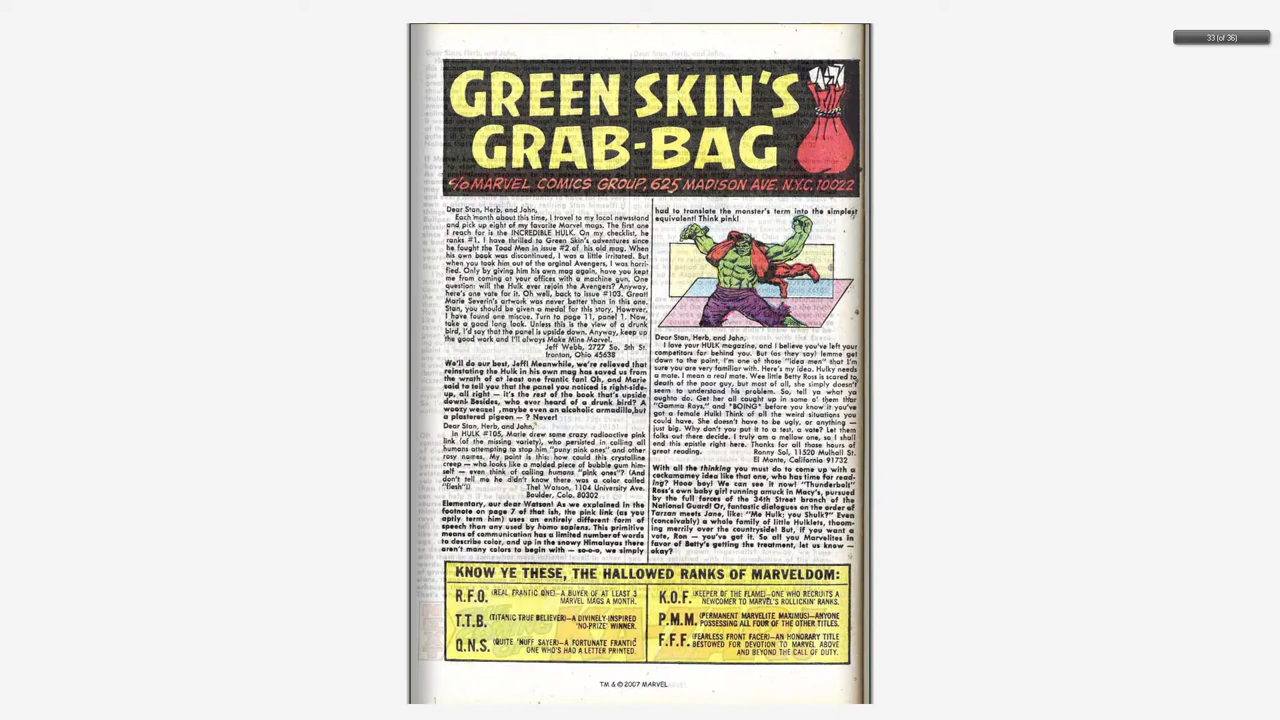 33 (of 36)
GREEN SKIN'S
GRAB-BAG
c/o MARVEL COMICS GROUP, 625 MADISON AVE. N.Y.C. 10022
Dear Stan, Herb, and John,
Each month about this time, I travel to my local newsstand
and pick up eight of my favorite Marvel mags. The first one
I reach for is the INCREDIBLE HULK. On my checklist, he
ranks #1. I have thrilled to Green Skin's adventures since
he fought the Toad Men in issue #2 of his old mag. When
his own book was discontinued, I was a little irritated. But
when you took him out of the orginal Avengers, I was horri-
fied. Only by giving him his own mag again, have you kept
me from coming at your offices with a machine gun. One
question: will the Hulk ever rejoin the Avengers? Anyway,
here's one vote for it. Oh well, back to issue #103. Great!
Marie Severin's artwork was never better than in this one.
Stan, you should be given a medal for this story. However,
I have found one miscue. Turn to page 11, panel 1. Now,
take a good long look. Unless this is the view of a drunk
bird, I'd say that the panel is upside down. Anyway, keep up
the good work and I'll always Make Mine Marvel.
Jeff Webb, 2727 So. 5th St.
Ironton, Ohio 45638
We'll do our best, Jeff! Meanwhile, we're relieved that
reinstating the Hulk in his own mag has saved us from
the wrath of at least one frantic fan! Oh, and Marie
said to tell you that the panel you noticed is right-side-
up, all right — it's the rest of the book that's upside
down! Besides, who ever heard of a drunk bird? A
woozy weasel, maybe even an alcoholic armadillo, but
a plastered pigeon — ? Never!
Dear Stan, Herb, and John,
In HULK #105, Marie drew some crazy radioactive pink
link (of the missing variety), who persisted in calling all
humans attempting to stop him "puny pink ones" and other
rosy names. My point is: how could this crystalline
creep — who looks like a molded piece of bubble gum him-
self — even think of calling humans "pink ones"? (And
don't tell me he didn't know there was a color called
"flesh")!
Thel Watson, 1104 University Ave.
Boulder, Colo. 80302
Elementary, our dear Watson! As we explained in the
footnote on page 7 of that ish, the pink link (as you
aptly term him) uses an entirely different form of
speech than any used by homo sapiens. This primitive
means of communication has a limited number of words
to describe color, and up in the snowy Himalayas there
aren't many colors to begin with — so-o-o, we simply
had to translate the monster's term into the simplest
equivalent! Think pink!
Dear Stan, Herb, and John,
I love your HULK magazine, and I believe you've left your
competitors far behind you. But (as they say) lemme get
down to the point, I'm one of those "idea men" that I'm
sure you are very familiar with. Here's my idea. Hulky needs
a mate. I mean a real mate. Wee little Betty Ross is scared to
death of the poor guy, but most of all, she simply doesn't
seem to understand his problem. So, tell ya what ya
oughta do. Get her all caught up in some o' them thar
"Gamma Rays," and *BOING* before you know it you've
got a female Hulk! Think of all the weird situations you
could have. She doesn't have to be ugly, or anything —
just big. Why don't you put it to a test, a vote? Let them
folks out there decide. I truly am a mellow one, so I shall
end this epistle right here. Thanks for all those hours of
great reading.
Ronny Sol, 11520 Mulhall St.
El Monte, California 91732
With all the thinking you must do to come up with a
cockamamey idea like that one, who has time for read-
ing? Hooo boy! We can see it now! "Thunderbolt"
Ross's own baby girl running amuck in Macy's, pursued
by the full forces of the 34th Street branch of the
National Guard! Or, fantastic dialogues on the order of
Tarzan meets Jane, like: "Me Hulk; you Shulk?" Even
(conceivably) a whole family of little Hulklets, thoom-
ing merrily over the countryside! But, if you want a
vote, Ron — you've got it. So all you Marvelites in
favor of Betty's getting the treatment, let us know —
okay?
KNOW YE THESE, THE HALLOWED RANKS OF MARVELDOM:
R.F.O. (REAL FRANTIC ONE)—A BUYER OF AT LEAST 3
MARVEL MAGS A MONTH.
T.T.B. (TITANIC TRUE BELIEVER)—A DIVINELY-INSPIRED
'NO-PRIZE' WINNER.
Q.N.S. (QUITE 'NUFF SAYER)—A FORTUNATE FRANTIC
ONE WHO'S HAD A LETTER PRINTED.
K.O.F. (KEEPER OF THE FLAME)—ONE WHO RECRUITS A
NEWCOMER TO MARVEL'S ROLLICKIN' RANKS.
P.M.M. (PERMANENT MARVELITE MAXIMUS)—ANYONE
POSSESSING ALL FOUR OF THE OTHER TITLES.
F.F.F. (FEARLESS FRONT FACER)—AN HONORARY TITLE
BESTOWED FOR DEVOTION TO MARVEL ABOVE
AND BEYOND THE CALL OF DUTY.
TM & © 2007 MARVEL